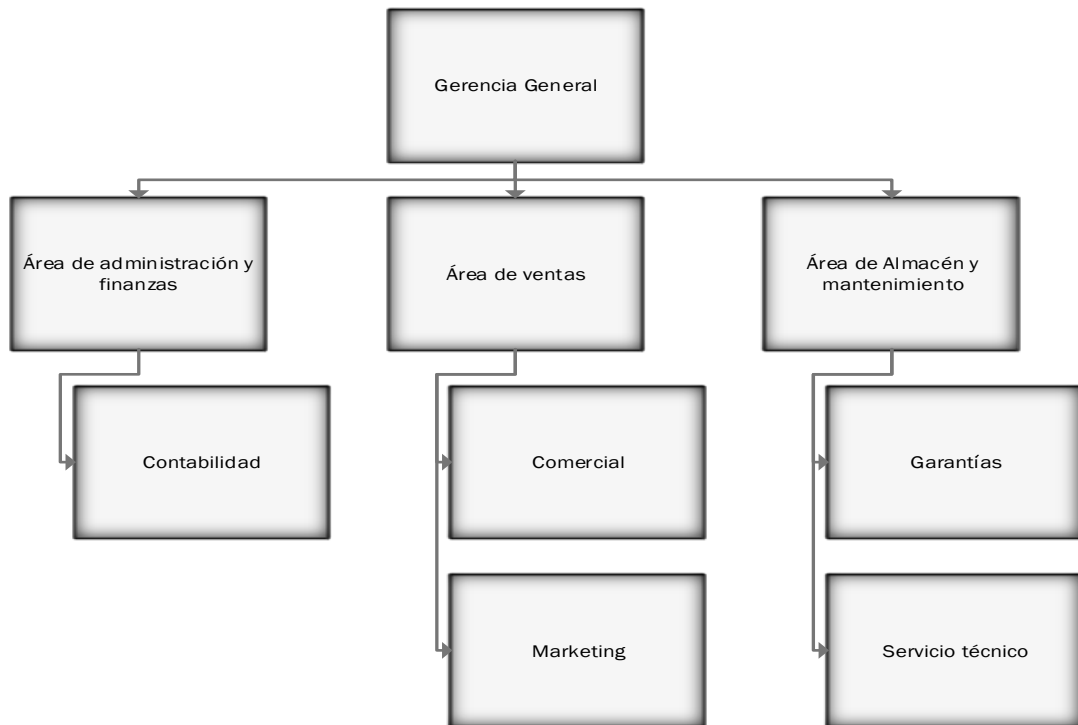 Gerencia General
Área de administración y
finanzas
Área de ventas
Área de Almacén y
mantenimiento
Contabilidad
Comercial
Garantías
Marketing
Servicio técnico